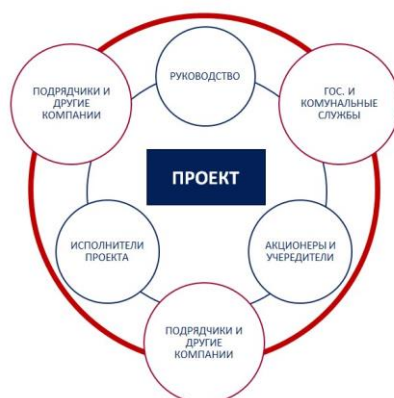 РУКОВОДСТВО
ПОДРЯДЧИКИ И
ДРУГИЕ
КОМПАНИИ
ГОС. И
КОМУНАЛЬНЫЕ
СЛУЖБЫ
ПРОЕКТ
ИСПОЛНИТЕЛИ
ПРОЕКТА
АКЦИОНЕРЫ И
УЧЕРЕДИТЕЛИ
ПОДРЯДЧИКИ И
ДРУГИЕ
КОМПАНИИ